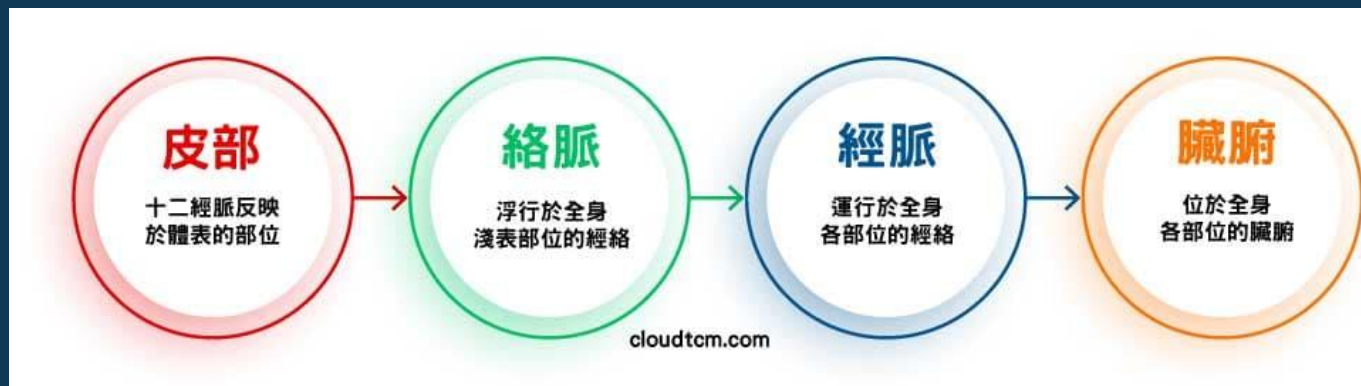 皮部
十二經脈反映
於體表的部位
絡脈
浮行於全身
淺表部位的經絡
經脈
運行於全身
各部位的經絡
臟腑
位於全身
各部位的臟腑
cloudtcm.com